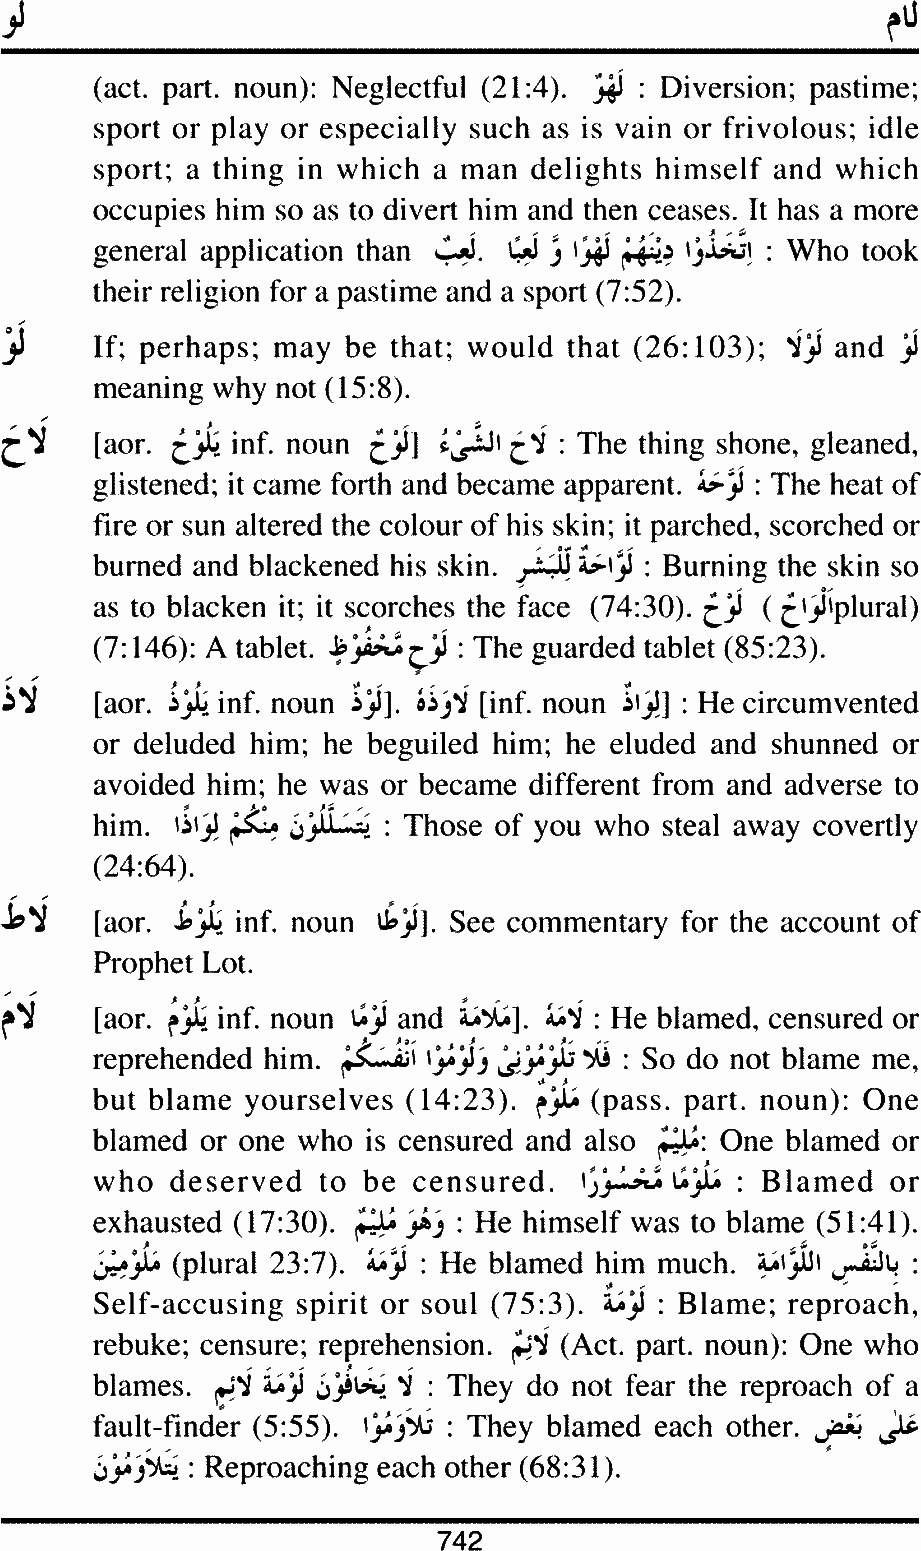 لَو لَام
(act. part. noun): Neglectful (21:4). لَهْوٌ : Diversion; pastime;
sport or play or especially such as is vain or frivolous; idle
sport; a thing in which a man delights himself and which
occupies him so as to divert him and then ceases. It has a more
general application than لَعِبٌ. اِتَّخَذُوْا دِيْنَهُمْ لَهْوًا وَ لَعِبًا : Who took
their religion for a pastime and a sport (7:52).
لَوْ If; perhaps; may be that; would that (26:103); لَوْلَا and لَوْ
meaning why not (15:8).
لَاحَ [aor. يَلُوْحُ inf. noun لَوْحٌ] لَاحَ الشَّىْءُ : The thing shone, gleaned,
glistened; it came forth and became apparent. لَوَّحَهُ : The heat of
fire or sun altered the colour of his skin; it parched, scorched or
burned and blackened his skin. لَوَّاحَةٌ لِّلْبَشَرِ : Burning the skin so
as to blacken it; it scorches the face (74:30). لَوْحٌ ( اَلْوَاحٌ plural)
(7:146): A tablet. لَوْحٍ مَحْفُوْظٍ : The guarded tablet (85:23).
لَاذَ [aor. يَلُوْذُ inf. noun لَوْذٌ]. لَاوَذَهُ [inf. noun لِوَاذٌ] : He circumvented
or deluded him; he beguiled him; he eluded and shunned or
avoided him; he was or became different from and adverse to
him. يَتَسَلَّلُوْنَ مِنْكُمْ لِوَاذًا : Those of you who steal away covertly
(24:64).
لَاطَ [aor. يَلُوْطُ inf. noun لَوْطًا]. See commentary for the account of
Prophet Lot.
لَامَ [aor. يَلُوْمُ inf. noun لَوْمًا and مَلَامَةً]. لَامَهُ : He blamed, censured or
reprehended him. فَلَا تَلُوْمُوْنِىْ وَلُوْمُوْا اَنْفُسَكُمْ : So do not blame me,
but blame yourselves (14:23). مَلُوْمٌ (pass. part. noun): One
blamed or one who is censured and also مُلِيْمٌ: One blamed or
who deserved to be censured. مَلُوْمًا مَّحْسُوْرًا : Blamed or
exhausted (17:30). وَهُوَ مُلِيْمٌ : He himself was to blame (51:41).
مَلُوْمِيْنَ (plural 23:7). لَوَّمَهُ : He blamed him much. بِالنَّفْسِ اللَّوَّامَةِ :
Self-accusing spirit or soul (75:3). لَوْمَةٌ : Blame; reproach,
rebuke; censure; reprehension. لَائِمٌ (Act. part. noun): One who
blames. لَا يَخَافُوْنَ لَوْمَةَ لَائِمٍ : They do not fear the reproach of a
fault-finder (5:55). تَلَاوَمُوْا : They blamed each other. عَلٰى بَعْضٍ
يَتَلَاوَمُوْنَ : Reproaching each other (68:31).
742